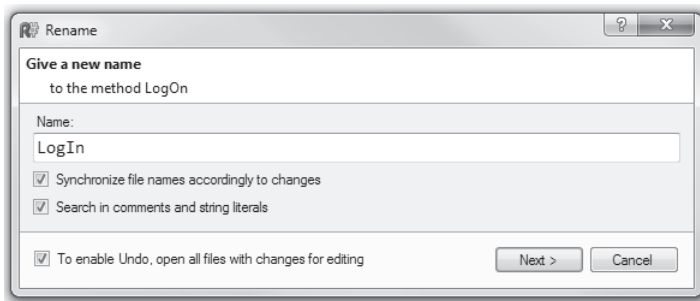 Rename
Give a new name
to the method LogOn
Name:
LogIn
Synchronize file names accordingly to changes
Search in comments and string literals
To enable Undo, open all files with changes for editing
Next >
Cancel